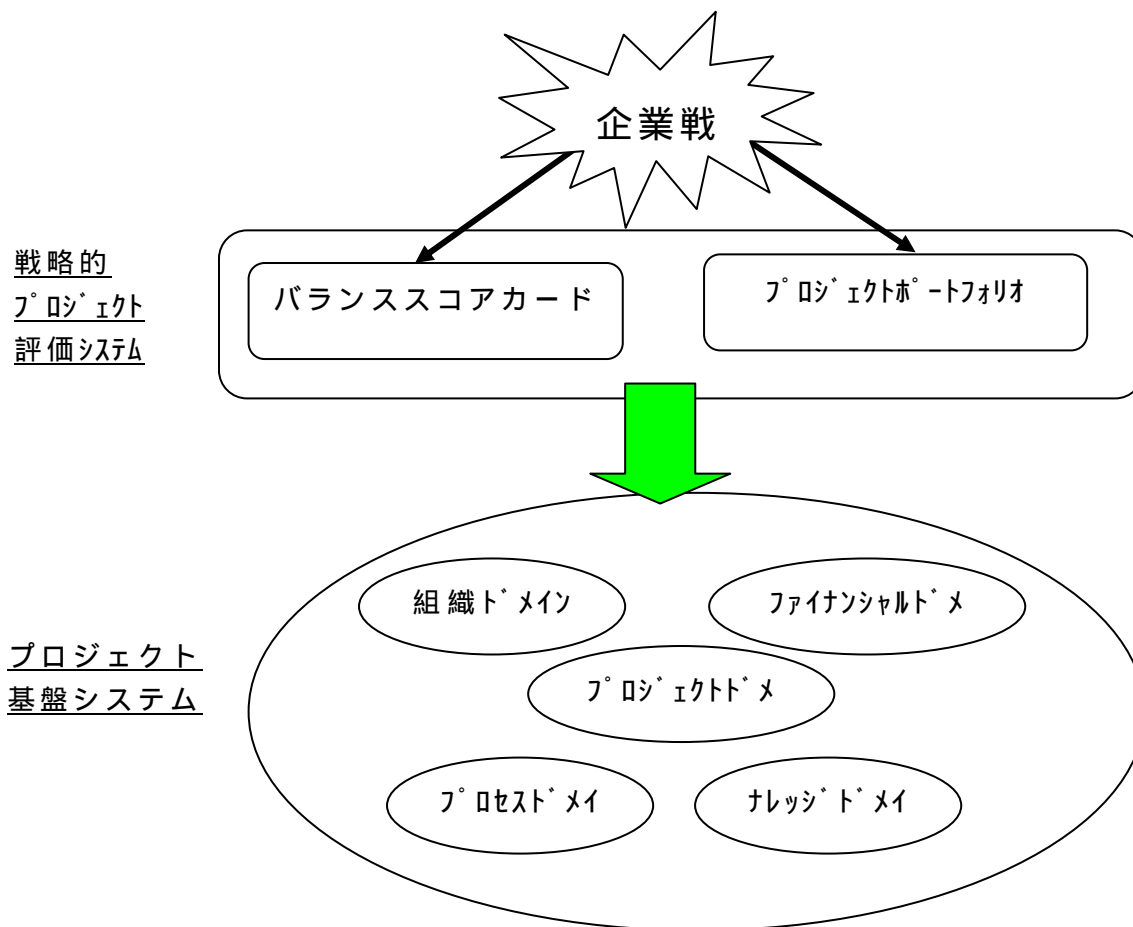 企業戦
戦略的
ﾌﾟﾛｼﾞｪｸﾄ
評価ｼｽﾃﾑ
バランススコアカード
ﾌﾟﾛｼﾞｪｸﾄﾎﾟｰﾄﾌｫﾘｵ
組織ﾄﾞﾒｲﾝ
ﾌｧｲﾅﾝｼｬﾙﾄﾞﾒ
プロジェクト
基盤システム
ﾌﾟﾛｼﾞｪｸﾄﾄﾞﾒ
ﾌﾟﾛｾｽﾄﾞﾒｲ
ﾅﾚｯｼﾞﾄﾞﾒｲ